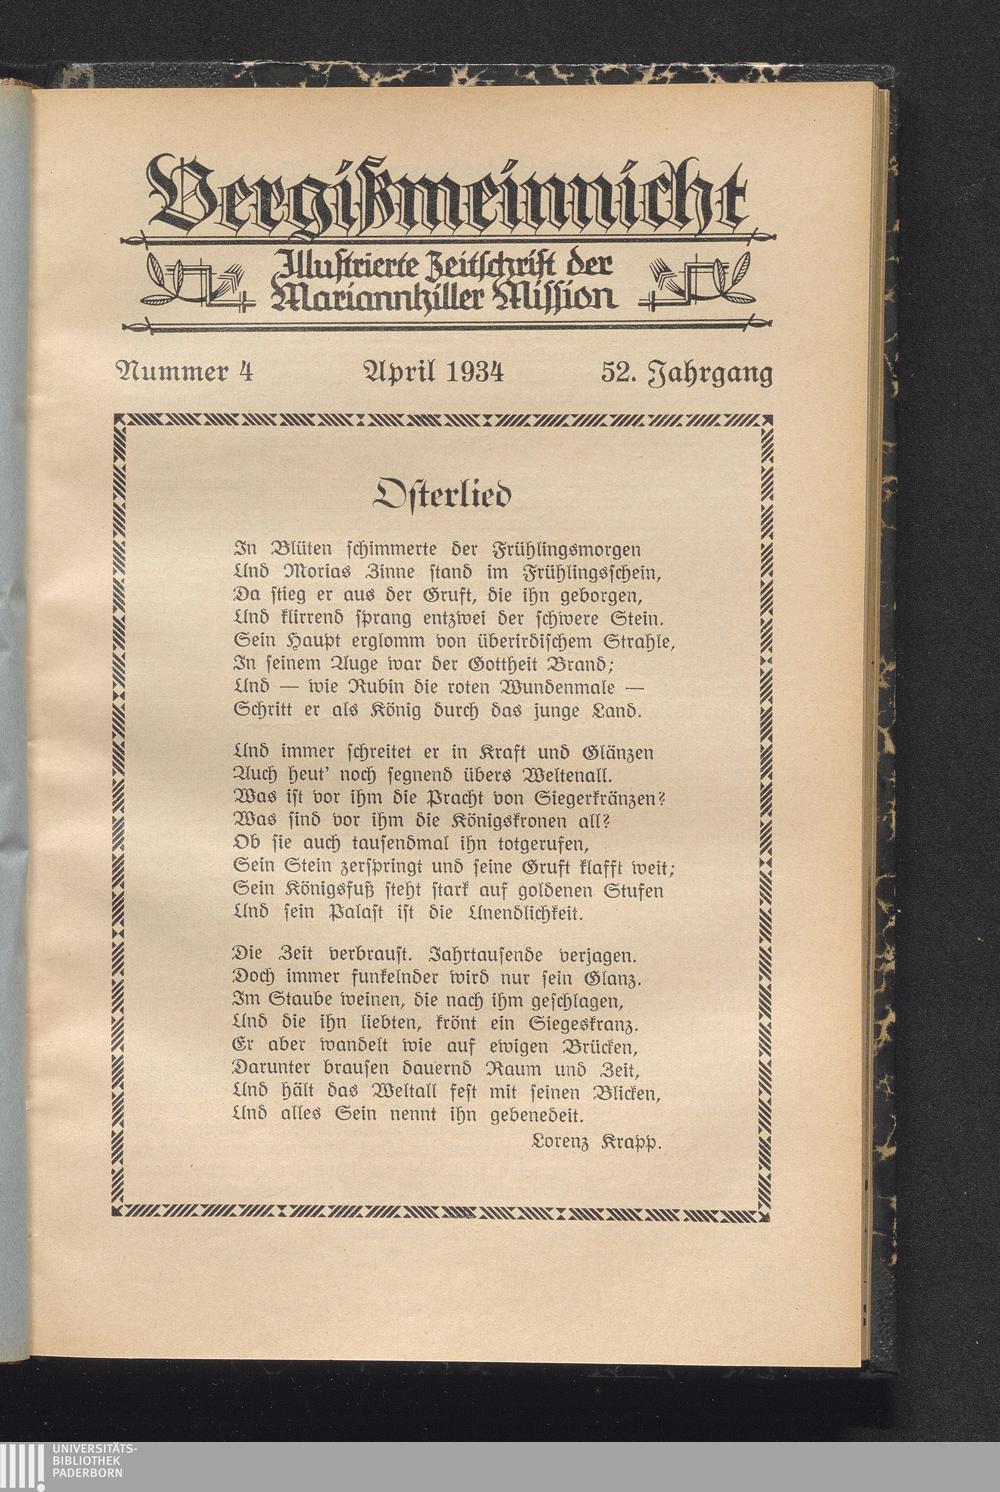 Vergißmeinnicht
Illustrierte Zeitschrift der
Mariannhiller Mission
Nummer 4 April 1934 52. Jahrgang
Osterlied
In Blüten schimmerte der Frühlingsmorgen
Und Morias Zinne stand im Frühlingsschein,
Da stieg er aus der Gruft, die ihn geborgen,
Und klirrend sprang entzwei der schwere Stein.
Sein Haupt erglomm von überirdischem Strahle,
In seinem Auge war der Gottheit Brand;
Und — wie Rubin die roten Wundenmale —
Schritt er als König durch das junge Land.
Und immer schreitet er in Kraft und Glänzen
Auch heut' noch segnend übers Weltenall.
Was ist vor ihm die Pracht von Siegerkränzen?
Was sind vor ihm die Königskronen all?
Ob sie auch tausendmal ihn totgerufen,
Sein Stein zerspringt und seine Gruft klafft weit;
Sein Königsfuß steht stark auf goldenen Stufen
Und sein Palast ist die Unendlichkeit.
Die Zeit verbraust. Jahrtausende verjagen.
Doch immer funkelnder wird nur sein Glanz.
Im Staube weinen, die nach ihm geschlagen,
Und die ihn liebten, krönt ein Siegeskranz.
Er aber wandelt wie auf ewigen Brücken,
Darunter brausen dauernd Raum und Zeit,
Und hält das Weltall fest mit seinen Blicken,
Und alles Sein nennt ihn gebenedeit.
Lorenz Krapp.
UNIVERSITÄTS-
BIBLIOTHEK
PADERBORN